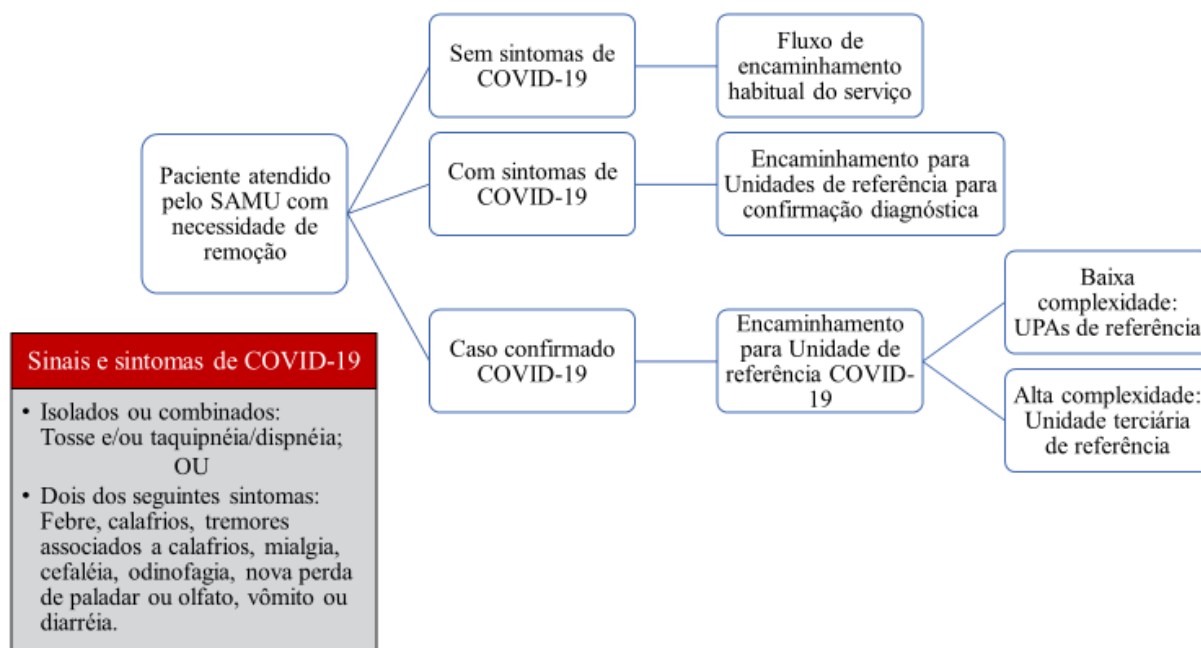 Paciente atendido
pelo SAMU com
necessidade de
remoção
Sem sintomas de
COVID-19
Fluxo de
encaminhamento
habitual do serviço
Com sintomas de
COVID-19
Encaminhamento para
Unidades de referência para
confirmação diagnóstica
Caso confirmado
COVID-19
Encaminhamento
para Unidade de
referência COVID-
19
Baixa
complexidade:
UPAs de referência
Alta complexidade:
Unidade terciária
de referência
Sinais e sintomas de COVID-19
• Isolados ou combinados:
Tosse e/ou taquipnéia/dispnéia;
OU
• Dois dos seguintes sintomas:
Febre, calafrios, tremores
associados a calafrios, mialgia,
cefaléia, odinofagia, nova perda
de paladar ou olfato, vômito ou
diarréia.